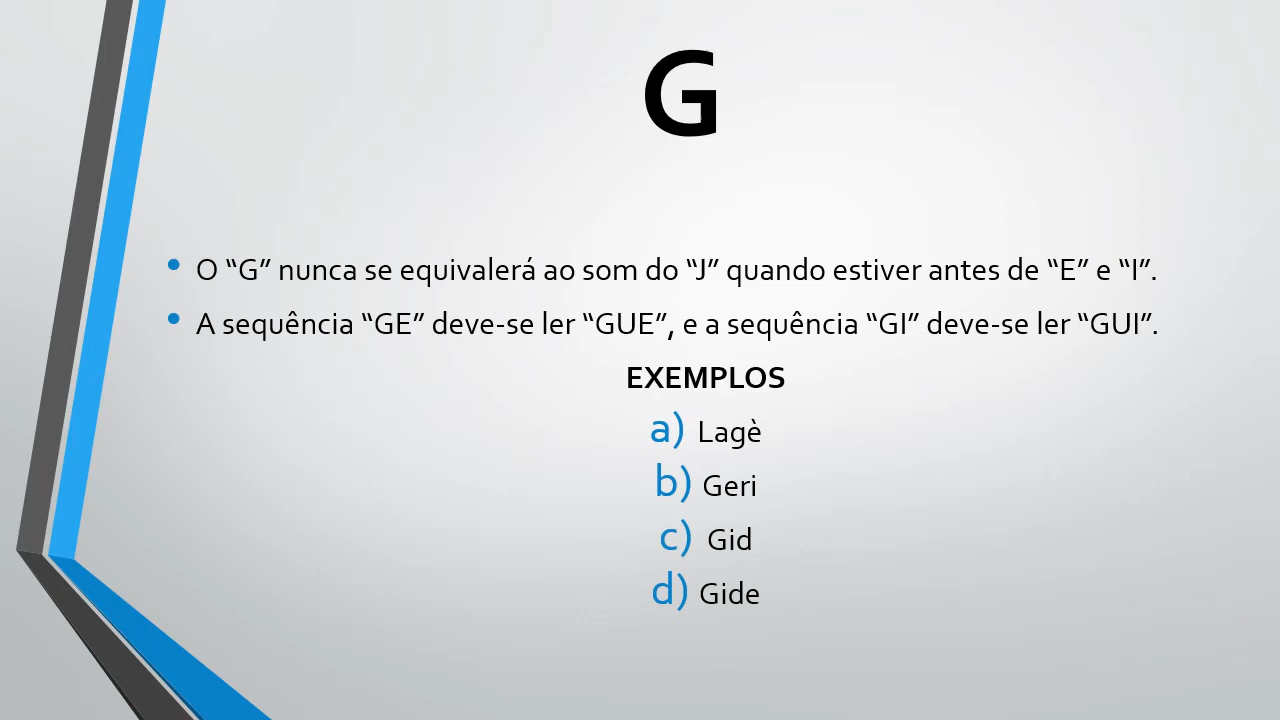 G
• O “G” nunca se equivalerá ao som do “J” quando estiver antes de “E” e “I”.
• A sequência “GE” deve-se ler “GUE”, e a sequência “GI” deve-se ler “GUI”.
EXEMPLOS
a) Lagè
b) Geri
c) Gid
d) Gide